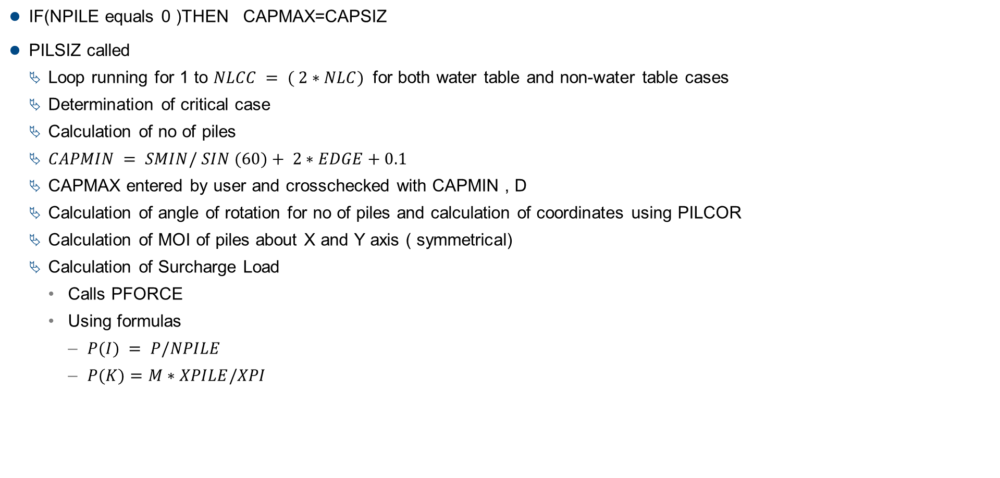 IF(NPILE equals 0 )THEN CAPMAX=CAPSIZ
PILSIZ called
Loop running for 1 to NLCC = ( 2 ∗ NLC) for both water table and non-water table cases
Determination of critical case
Calculation of no of piles
CAPMIN = SMIN/ SIN (60) + 2 ∗ EDGE + 0.1
CAPMAX entered by user and crosschecked with CAPMIN , D
Calculation of angle of rotation for no of piles and calculation of coordinates using PILCOR
Calculation of MOI of piles about X and Y axis ( symmetrical)
Calculation of Surcharge Load
Calls PFORCE
Using formulas
P(I) = P/NPILE
P(K) = M ∗ XPILE/XPI